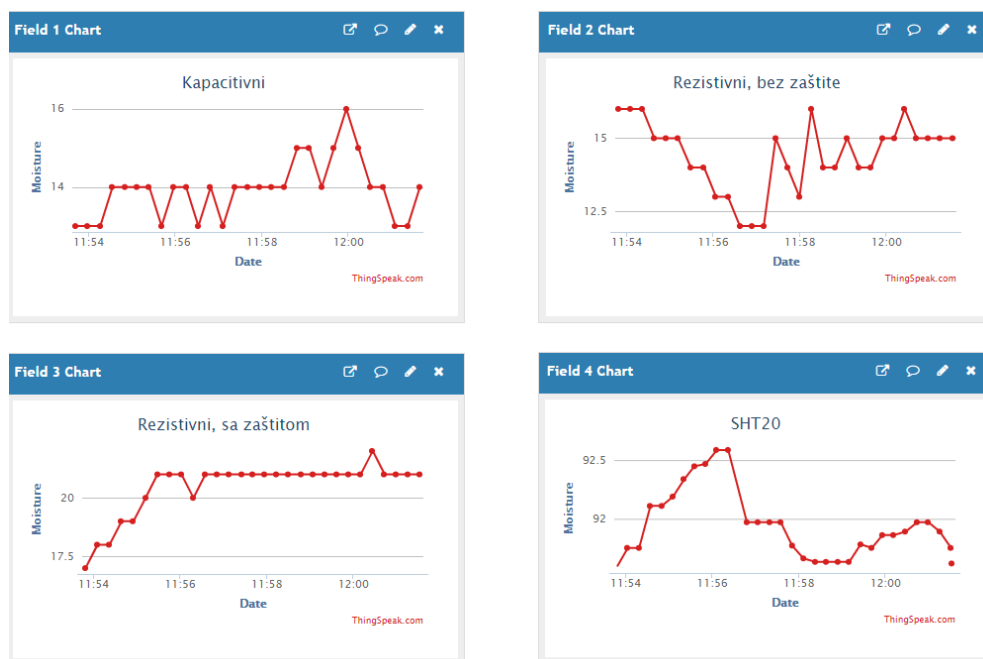 Field 1 Chart
Kapacitivni
16
14
Moisture
11:54 11:56 11:58 12:00
Date
ThingSpeak.com
Field 2 Chart
Rezistivni, bez zaštite
15
12.5
Moisture
11:54 11:56 11:58 12:00
Date
ThingSpeak.com
Field 3 Chart
Rezistivni, sa zaštitom
20
17.5
Moisture
11:54 11:56 11:58 12:00
Date
ThingSpeak.com
Field 4 Chart
SHT20
92.5
92
Moisture
11:54 11:56 11:58 12:00
Date
ThingSpeak.com